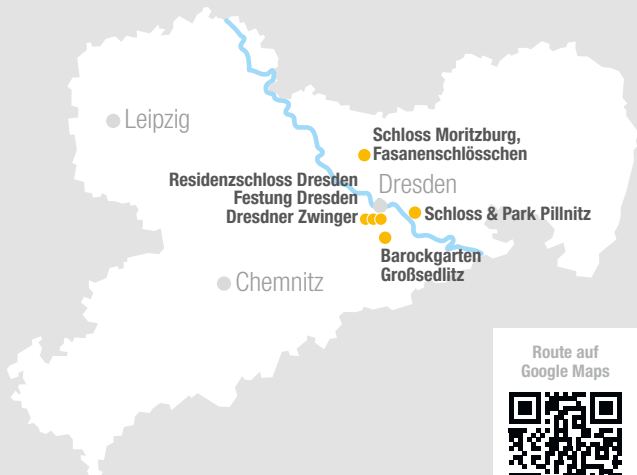 Leipzig
Schloss Moritzburg,
Fasanenschlösschen
Residenzschloss Dresden
Festung Dresden
Dresdner Zwinger
Dresden
Schloss & Park Pillnitz
Barockgarten
Großsedlitz
Chemnitz
Route auf
Google Maps